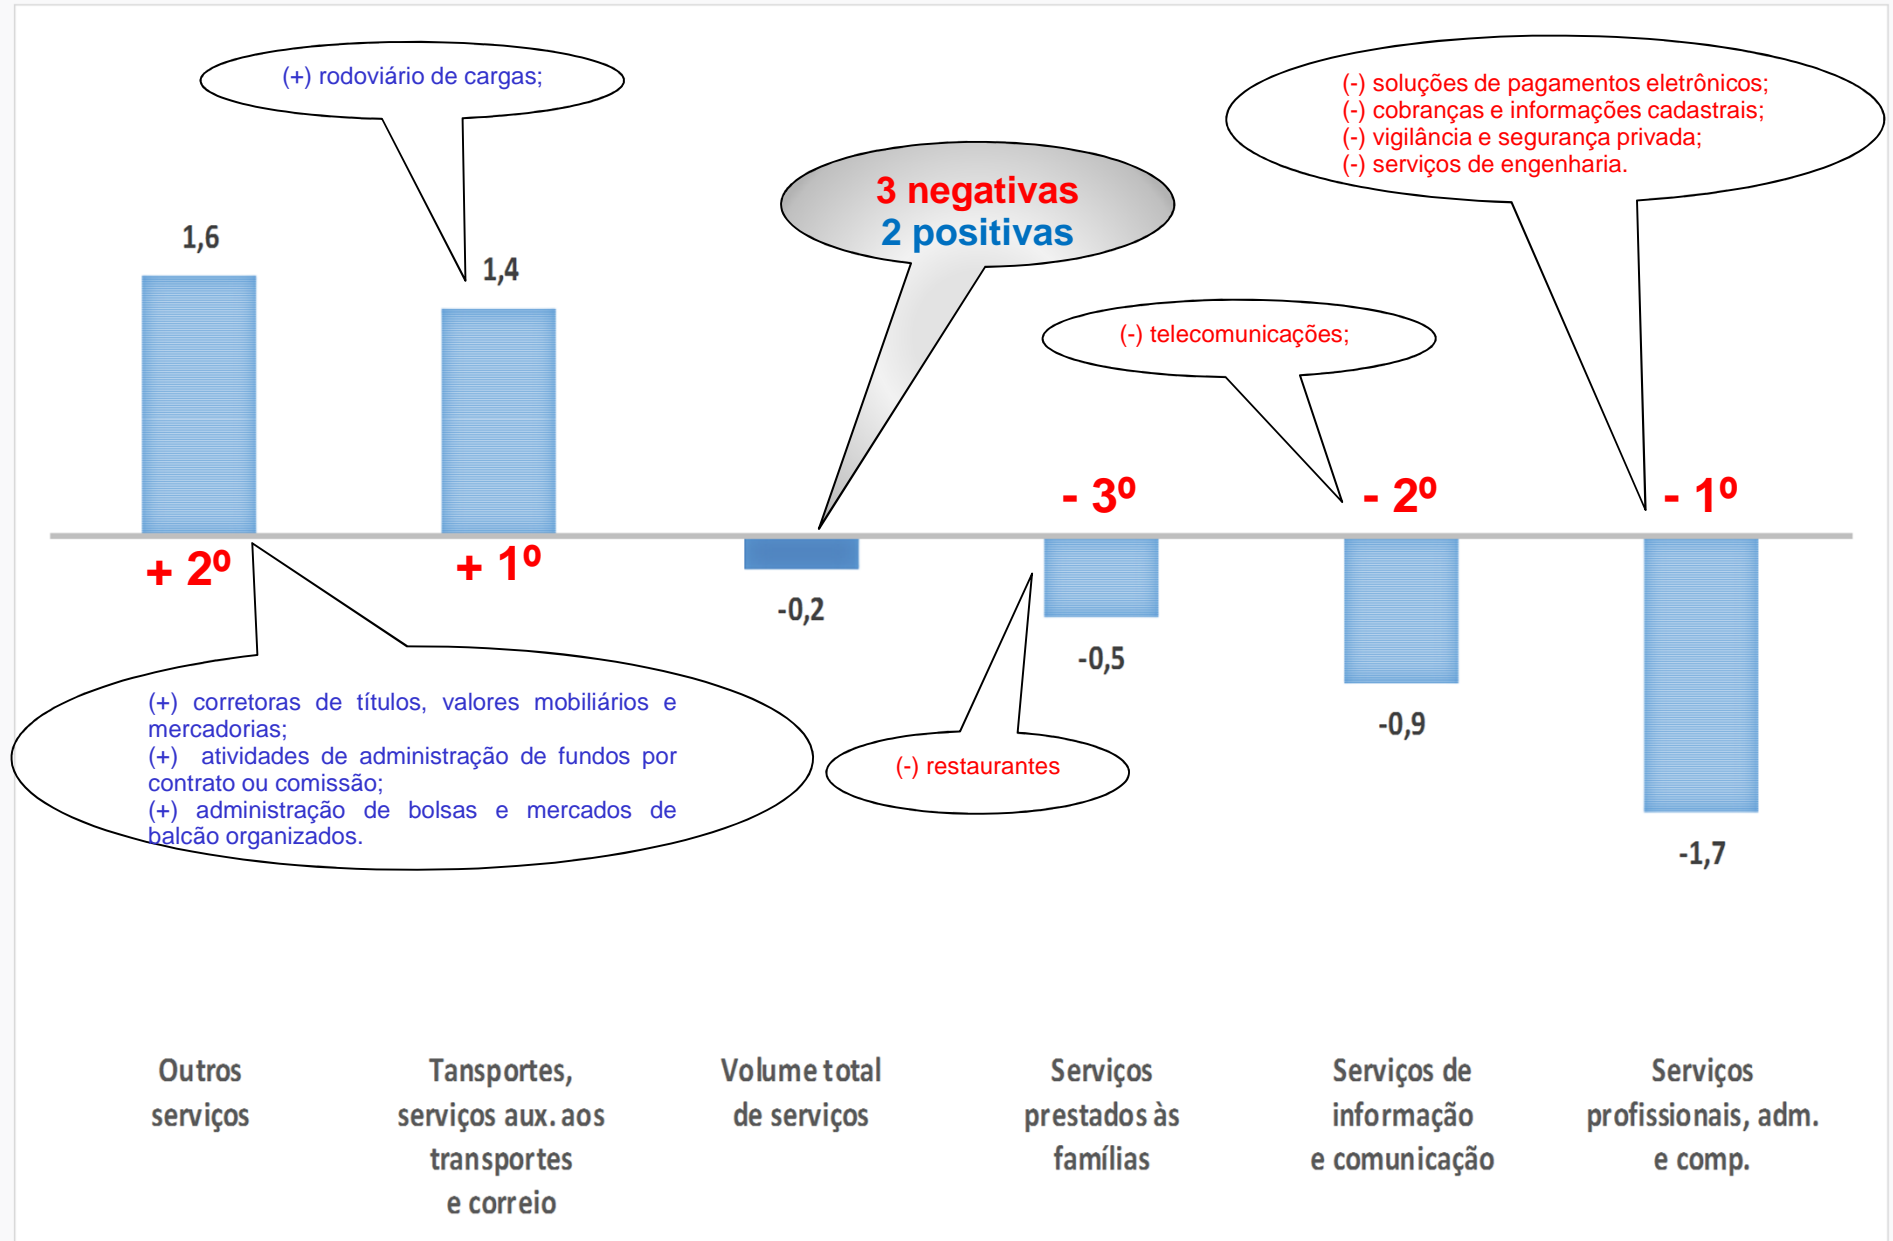 (+) rodoviário de cargas;
(-) soluções de pagamentos eletrônicos;
(-) cobranças e informações cadastrais;
(-) vigilância e segurança privada;
(-) serviços de engenharia.
3 negativas
2 positivas
1,6
1,4
(-) telecomunicações;
- 3º
- 2º
- 1º
+ 2º
+ 1º
-0,2
-0,5
-0,9
-1,7
(+) corretoras de títulos, valores mobiliários e
mercadorias;
(+) atividades de administração de fundos por
contrato ou comissão;
(+) administração de bolsas e mercados de
balcão organizados.
(-) restaurantes
Outros
serviços
Tansportes,
serviços aux. aos
transportes
e correio
Volume total
de serviços
Serviços
prestados às
famílias
Serviços de
informação
e comunicação
Serviços
profissionais, adm.
e comp.